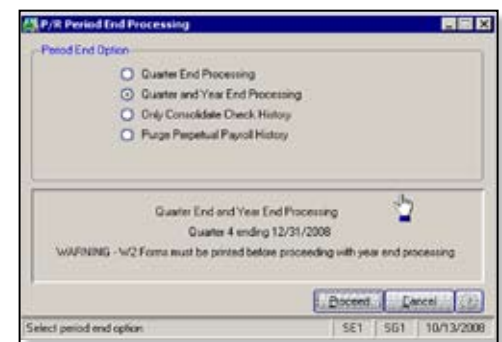 P/R Period End Processing
Period End Option
Quarter End Processing
Quarter and Year End Processing
Only Consolidate Check History
Purge Perpetual Payroll History
Quarter End and Year End Processing
Quarter 4 ending 12/31/2008
WARNING - W2 Forms must be printed before proceeding with year end processing
Proceed
Cancel
Select period end option
SE1
SG1
10/13/2008